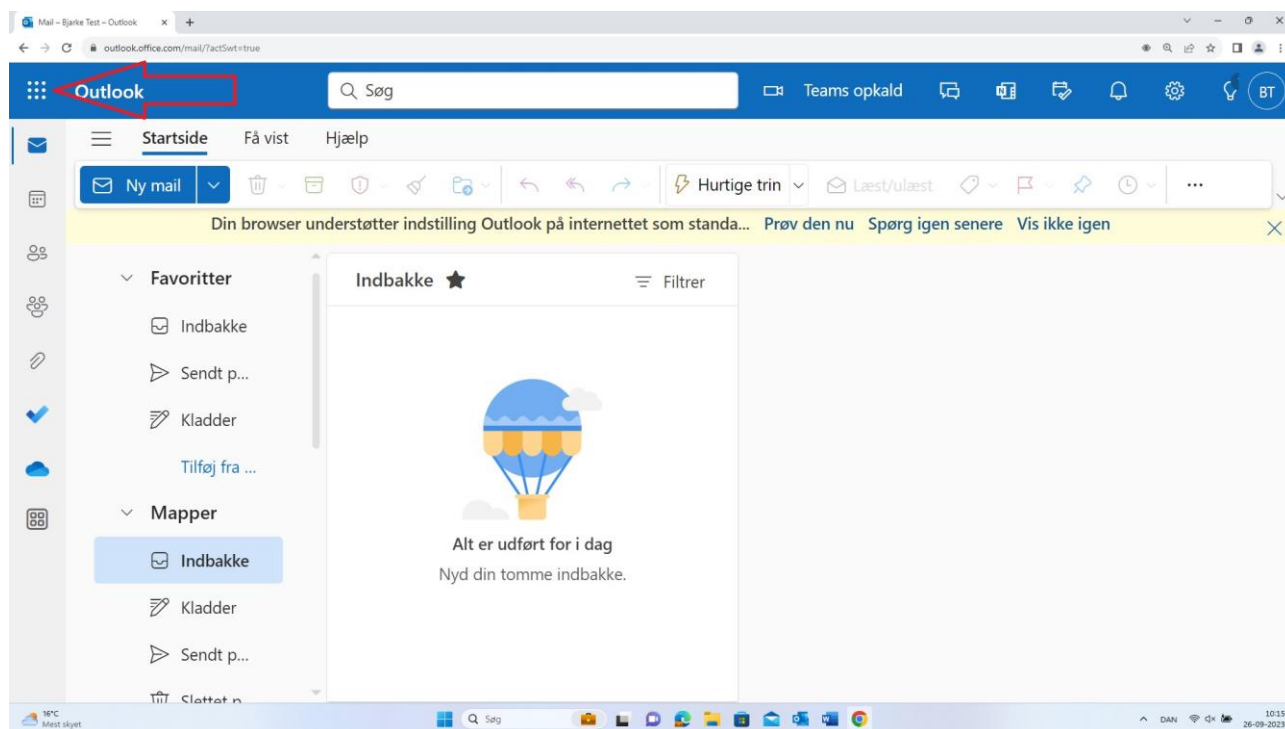 Mail – Bjarke Test – Outlook
outlook.office.com/mail/?actSwt=true
Outlook
Søg
Teams opkald
BT
Startside Få vist Hjælp
Ny mail
Hurtige trin
Læst/ulæst
Din browser understøtter indstilling Outlook på internettet som standa... Prøv den nu Spørg igen senere Vis ikke igen
Favoritter
Indbakke
Sendt p...
Kladder
Tilføj fra ...
Mapper
Indbakke
Kladder
Sendt p...
Slettet p
Indbakke
Filtrer
Alt er udført for i dag
Nyd din tomme indbakke.
16°C
Mest skyet
Søg
DAN
10:15
26-09-2023